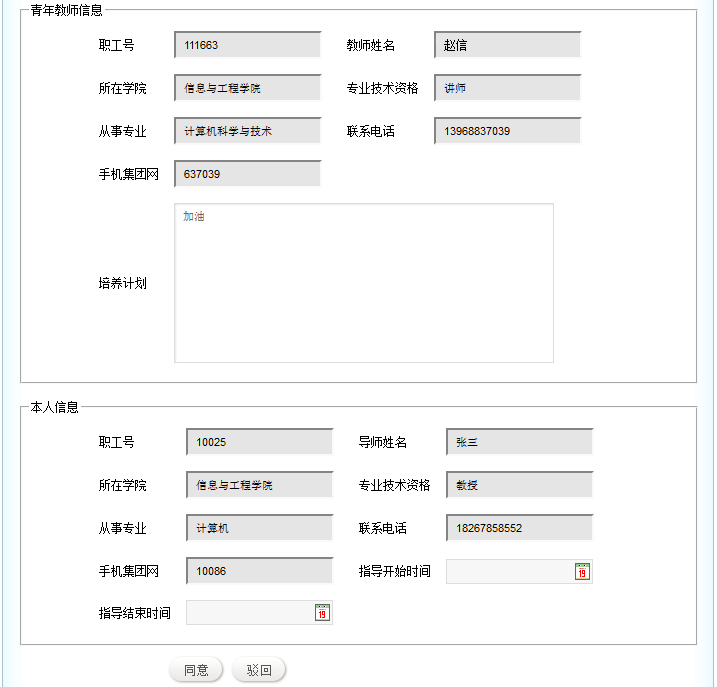 青年教师信息
职工号 111663 教师姓名 赵信
所在学院 信息与工程学院 专业技术资格 讲师
从事专业 计算机科学与技术 联系电话 13968837039
手机集团网 637039
培养计划 加油
本人信息
职工号 10025 导师姓名 张三
所在学院 信息与工程学院 专业技术资格 教授
从事专业 计算机 联系电话 18267858552
手机集团网 10086 指导开始时间 19
指导结束时间 19
同意 驳回